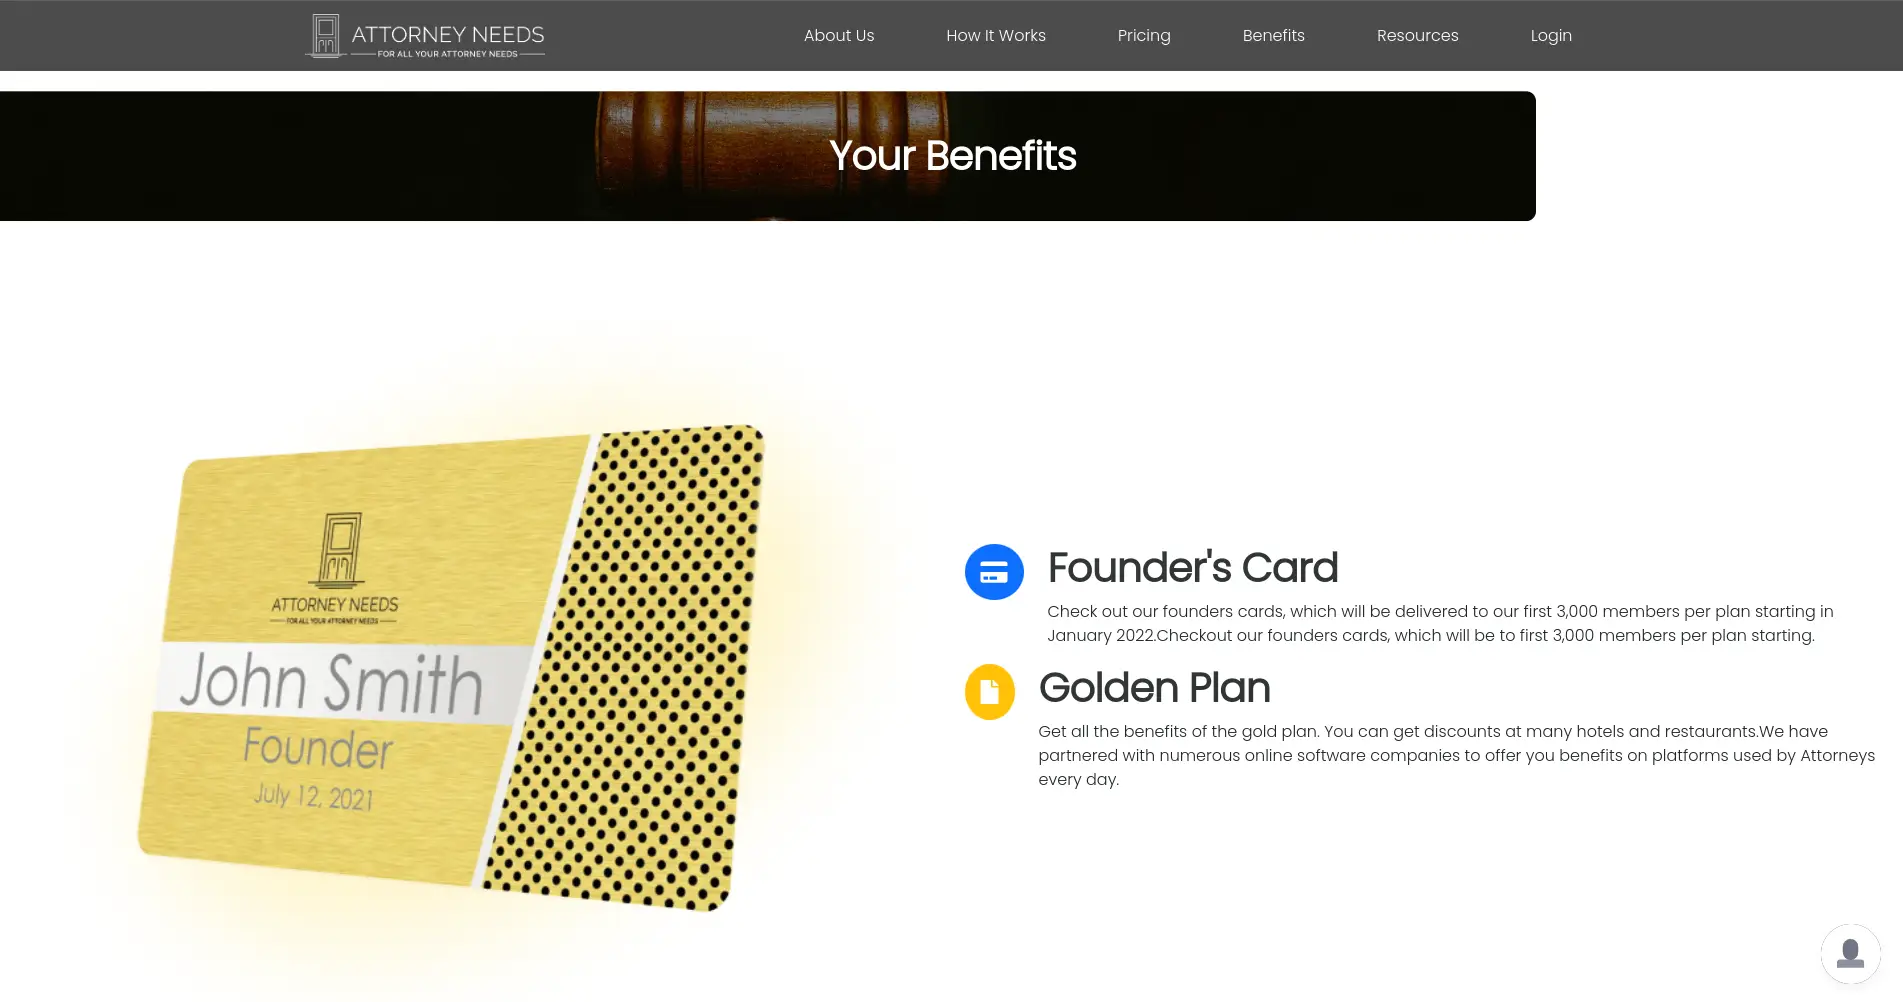 ATTORNEY NEEDS
FOR ALL YOUR ATTORNEY NEEDS
About Us
How It Works
Pricing
Benefits
Resources
Login
Your Benefits
ATTORNEY NEEDS
FOR ALL YOUR ATTORNEY NEEDS
John Smith
Founder
July 12, 2021
Founder's Card
Check out our founders cards, which will be delivered to our first 3,000 members per plan starting in
January 2022.Checkout our founders cards, which will be to first 3,000 members per plan starting.
Golden Plan
Get all the benefits of the gold plan. You can get discounts at many hotels and restaurants.We have
partnered with numerous online software companies to offer you benefits on platforms used by Attorneys
every day.